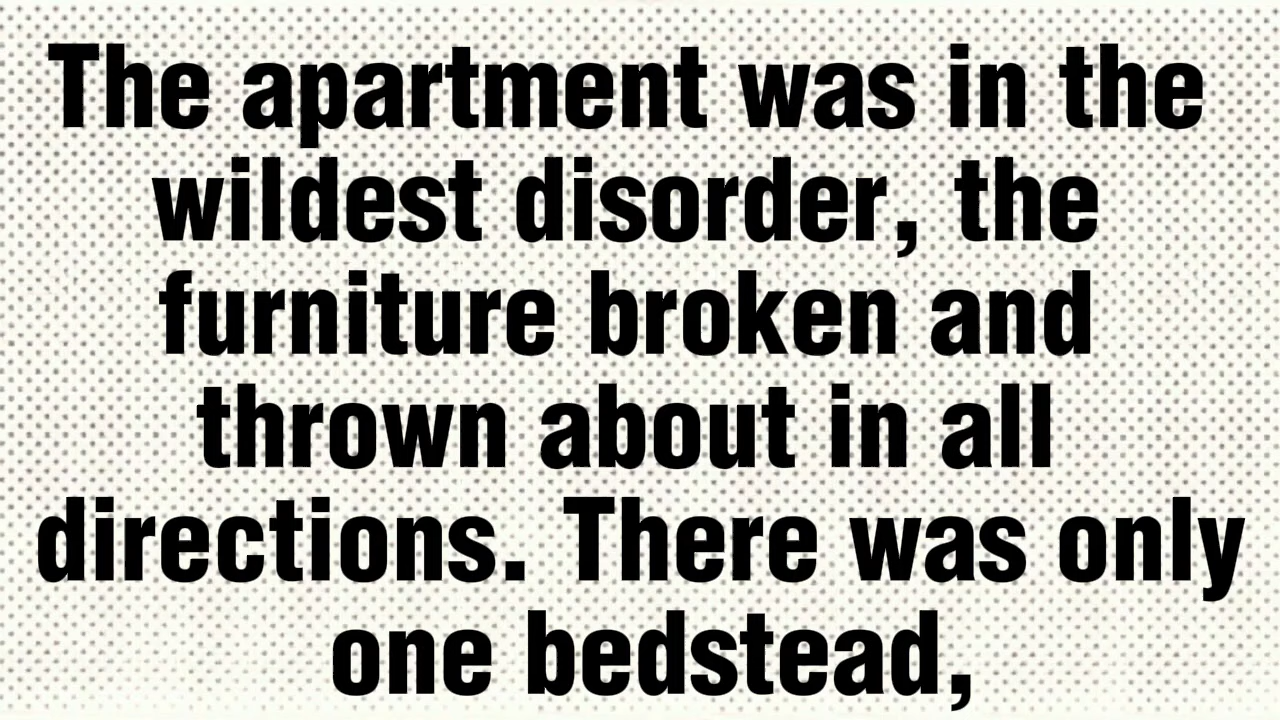 The apartment was in the
wildest disorder, the
furniture broken and
thrown about in all
directions. There was only
one bedstead,